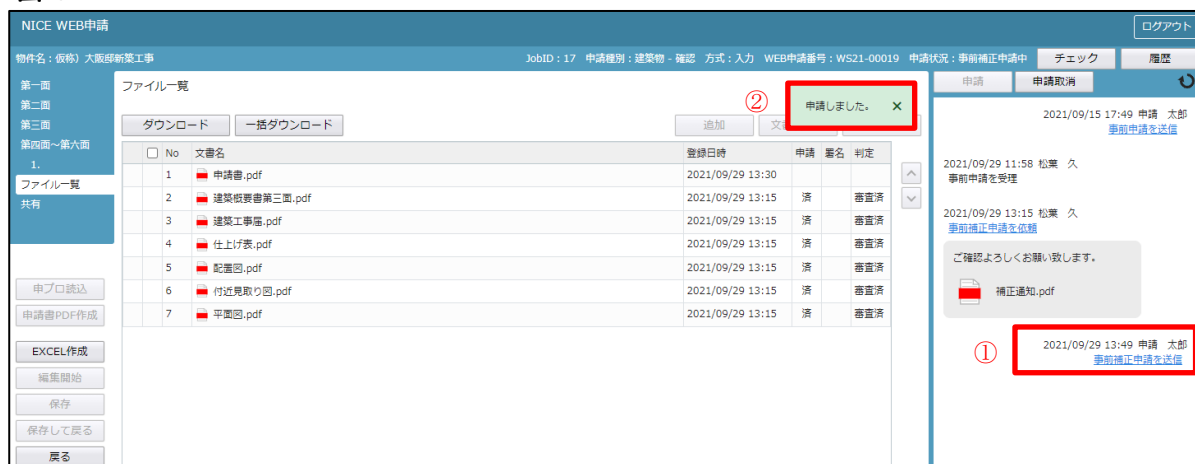 NICE WEB申請
ログアウト
物件名：仮称）大阪邸新築工事
JobID：17 申請種別：建築物 - 確認 方式：入力 WEB申請番号：WS21-00019 申請状況：事前補正申請中
チェック
履歴
第一面
第二面
第三面
第四面～第六面
1.
ファイル一覧
共有
申プロ読込
申請書PDF作成
EXCEL作成
編集開始
保存
保存して戻る
戻る
ファイル一覧
②
申請しました。 ×
ダウンロード
一括ダウンロード
追加
No 文書名 登録日時 申請 署名 判定
1 申請書.pdf 2021/09/29 13:30
2 建築概要書第三面.pdf 2021/09/29 13:15 済 審査済
3 建築工事届.pdf 2021/09/29 13:15 済 審査済
4 仕上げ表.pdf 2021/09/29 13:15 済 審査済
5 配置図.pdf 2021/09/29 13:15 済 審査済
6 付近見取り図.pdf 2021/09/29 13:15 済 審査済
7 平面図.pdf 2021/09/29 13:15 済 審査済
申請
申請取消
2021/09/15 17:49 申請 太郎
事前申請を送信
2021/09/29 11:58 松葉 久
事前申請を受理
2021/09/29 13:15 松葉 久
事前補正申請を依頼
ご確認よろしくお願い致します。
補正通知.pdf
①
2021/09/29 13:49 申請 太郎
事前補正申請を送信